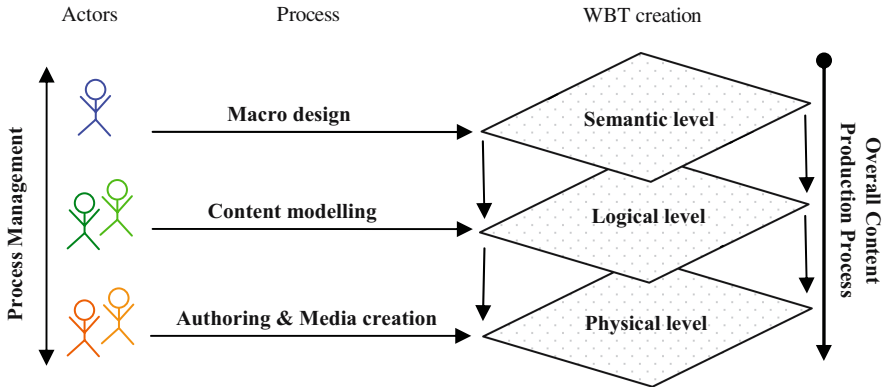 Actors
Process
WBT creation
Process Management
Macro design
Semantic level
Content modelling
Logical level
Authoring & Media creation
Physical level
Overall Content
Production Process